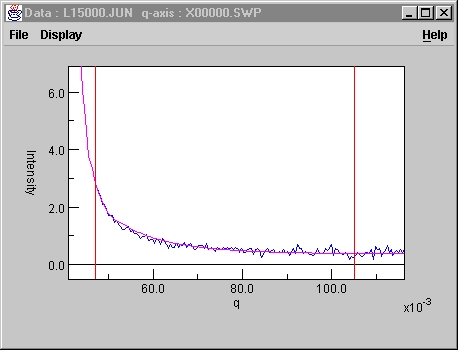 Data : L15000.JUN q-axis : X00000.SWP
File Display Help
6.0
4.0
2.0
0.0
Intensity
60.0 80.0 100.0
q
x10-3